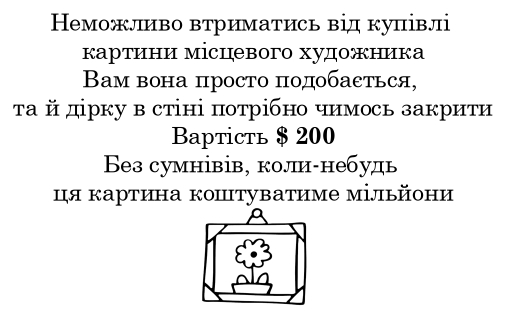 Неможливо втриматись від купівлі
картини місцевого художника
Вам вона просто подобається,
та й дірку в стіні потрібно чимось закрити
Вартість $ 200
Без сумнівів, коли-небудь
ця картина коштуватиме мільйони